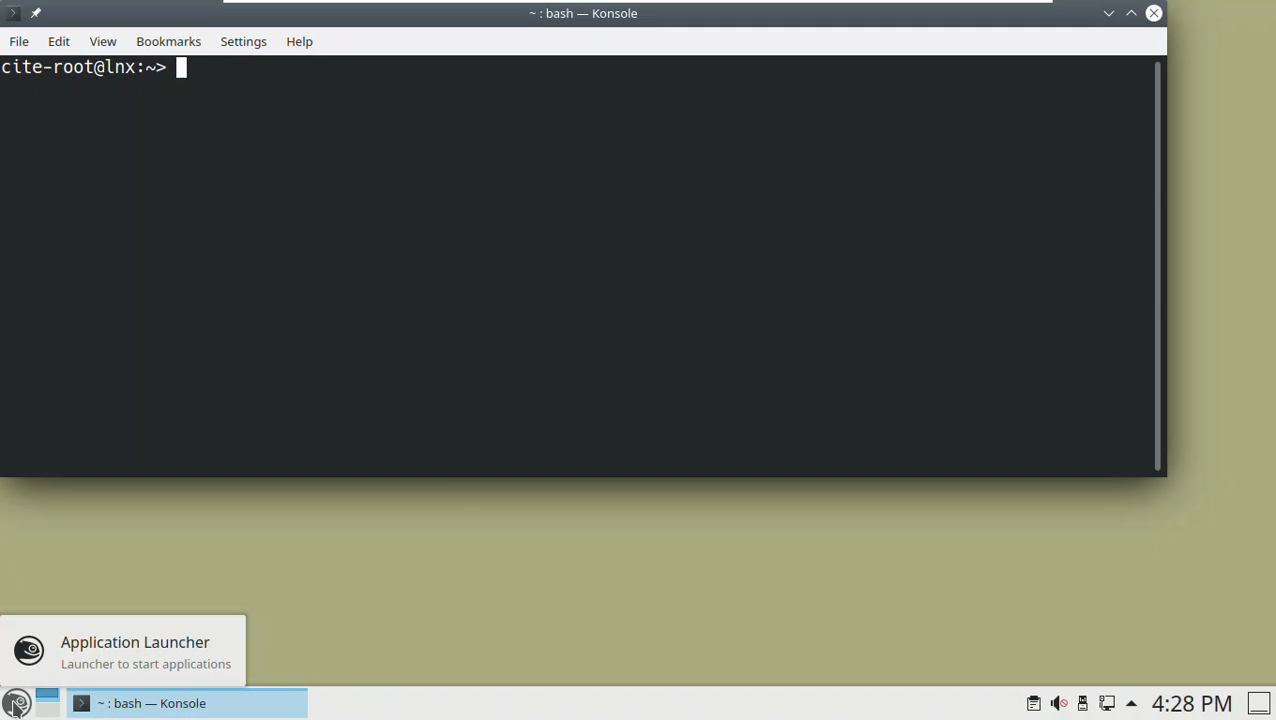 ~ : bash — Konsole
File Edit View Bookmarks Settings Help
cite-root@lnx:~>
Application Launcher
Launcher to start applications
~ : bash — Konsole
4:28 PM